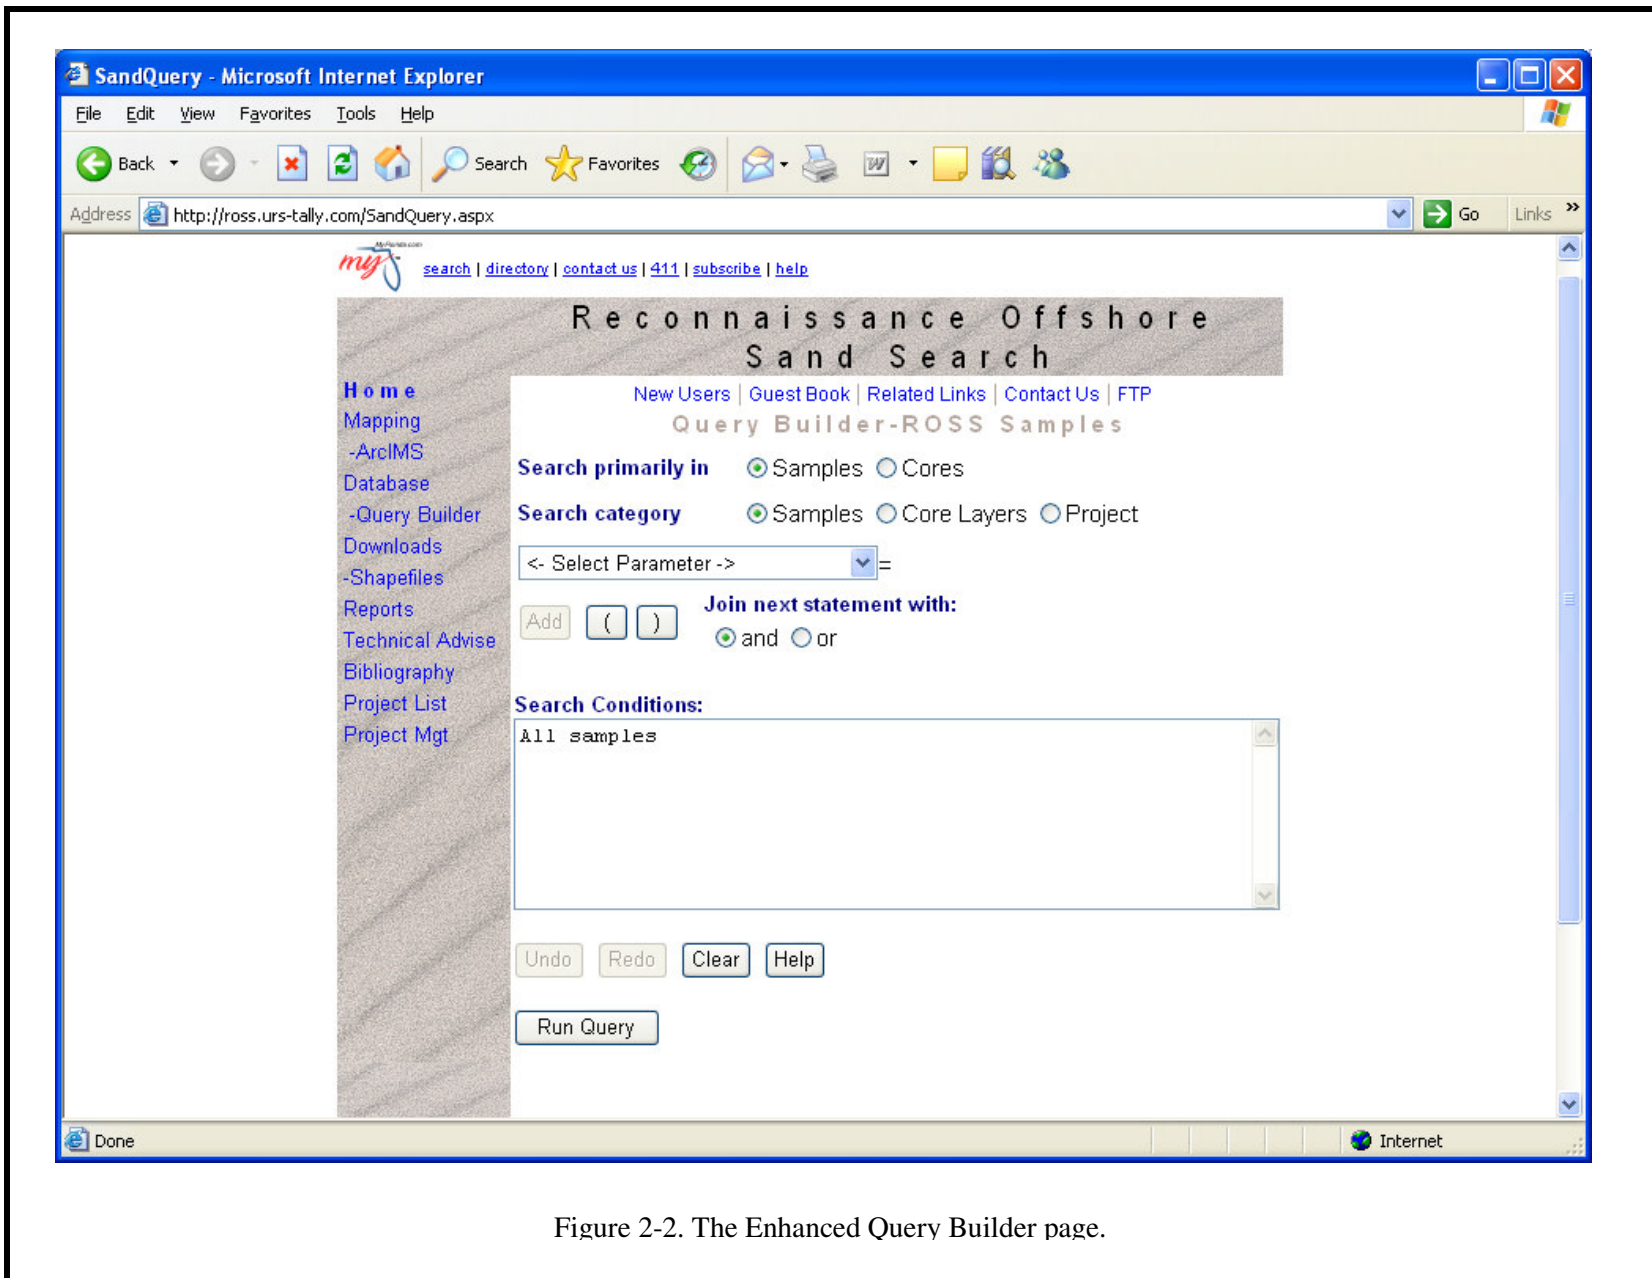 SandQuery - Microsoft Internet Explorer
File Edit View Favorites Tools Help
Back Search Favorites W
Address http://ross.urs-tally.com/SandQuery.aspx Go Links »
MyFlorida.com
my search | directory | contact us | 411 | subscribe | help
Reconnaissance Offshore
Sand Search
Home
Mapping
-ArcIMS
Database
-Query Builder
Downloads
-Shapefiles
Reports
Technical Advise
Bibliography
Project List
Project Mgt
New Users | Guest Book | Related Links | Contact Us | FTP
Query Builder-ROSS Samples
Search primarily in Samples Cores
Search category Samples Core Layers Project
<- Select Parameter -> =
Join next statement with:
Add ( ) and or
Search Conditions:
All samples
Undo Redo Clear Help
Run Query
Done Internet
Figure 2-2. The Enhanced Query Builder page.